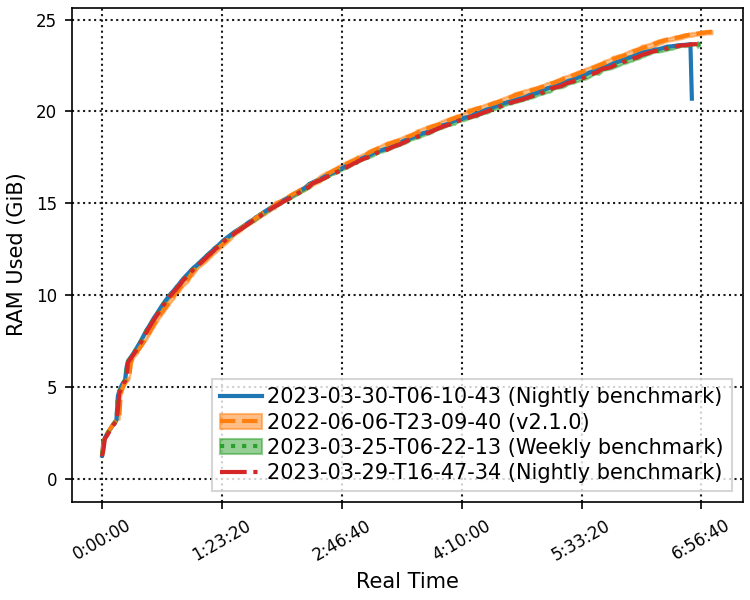 25
20
15
10
5
0
RAM Used (GiB)
2023-03-30-T06-10-43 (Nightly benchmark)
2022-06-06-T23-09-40 (v2.1.0)
2023-03-25-T06-22-13 (Weekly benchmark)
2023-03-29-T16-47-34 (Nightly benchmark)
0:00:00
1:23:20
2:46:40
4:10:00
5:33:20
6:56:40
Real Time